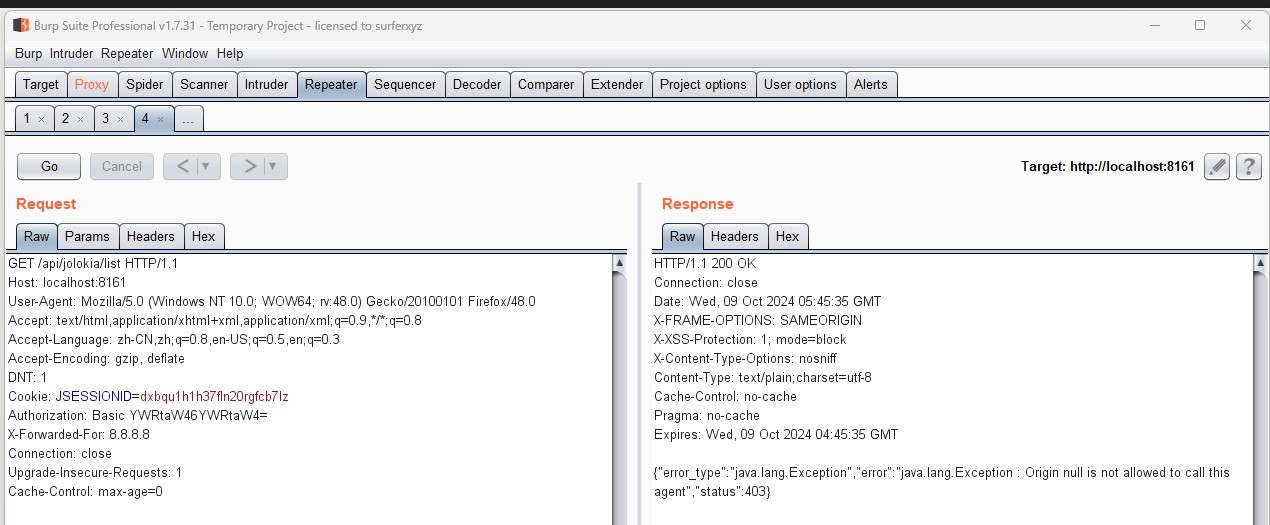 Burp Suite Professional v1.7.31 - Temporary Project - licensed to surferxyz
Burp Intruder Repeater Window Help
Target Proxy Spider Scanner Intruder Repeater Sequencer Decoder Comparer Extender Project options User options Alerts
1 × 2 × 3 × 4 × ...
Go Cancel < > Target: http://localhost:8161 ?
Request
Raw Params Headers Hex
GET /api/jolokia/list HTTP/1.1
Host: localhost:8161
User-Agent: Mozilla/5.0 (Windows NT 10.0; WOW64; rv:48.0) Gecko/20100101 Firefox/48.0
Accept: text/html,application/xhtml+xml,application/xml;q=0.9,*/*;q=0.8
Accept-Language: zh-CN,zh;q=0.8,en-US;q=0.5,en;q=0.3
Accept-Encoding: gzip, deflate
DNT: 1
Cookie: JSESSIONID=dxbqu1h1h37fln20rgfcb7lz
Authorization: Basic YWRtaW46YWRtaW4=
X-Forwarded-For: 8.8.8.8
Connection: close
Upgrade-Insecure-Requests: 1
Cache-Control: max-age=0
Response
Raw Headers Hex
HTTP/1.1 200 OK
Connection: close
Date: Wed, 09 Oct 2024 05:45:35 GMT
X-FRAME-OPTIONS: SAMEORIGIN
X-XSS-Protection: 1; mode=block
X-Content-Type-Options: nosniff
Content-Type: text/plain;charset=utf-8
Cache-Control: no-cache
Pragma: no-cache
Expires: Wed, 09 Oct 2024 04:45:35 GMT
{"error_type":"java.lang.Exception","error":"java.lang.Exception : Origin null is not allowed to call this
agent","status":403}